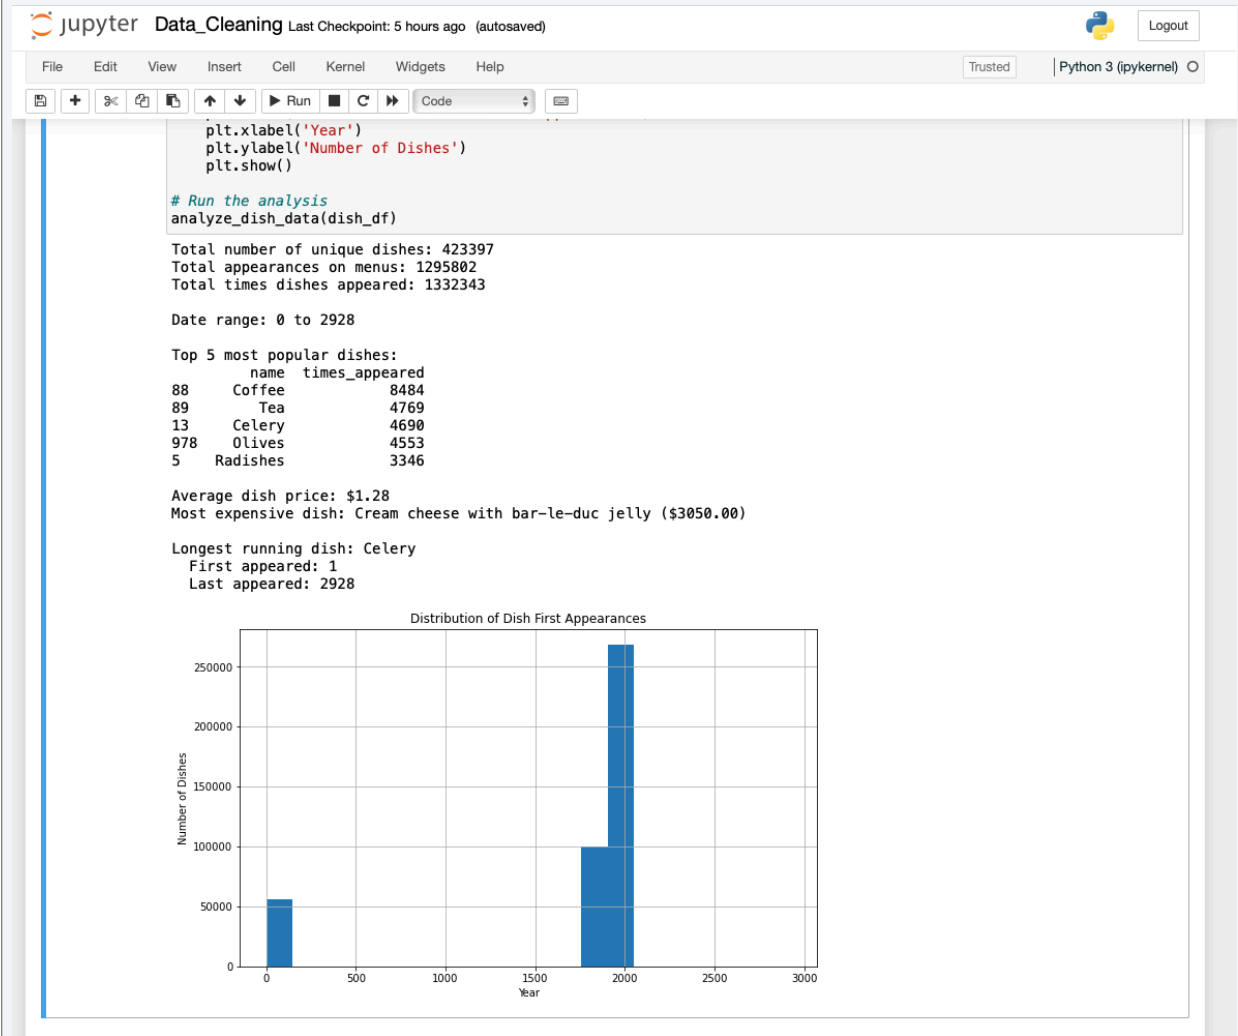 jupyter Data_Cleaning Last Checkpoint: 5 hours ago (autosaved)
Logout
File Edit View Insert Cell Kernel Widgets Help
Trusted
Python 3 (ipykernel)
Run
Code
plt.xlabel('Year')
plt.ylabel('Number of Dishes')
plt.show()
# Run the analysis
analyze_dish_data(dish_df)
Total number of unique dishes: 423397
Total appearances on menus: 1295802
Total times dishes appeared: 1332343
Date range: 0 to 2928
Top 5 most popular dishes:
name times_appeared
88 Coffee 8484
89 Tea 4769
13 Celery 4690
978 Olives 4553
5 Radishes 3346
Average dish price: $1.28
Most expensive dish: Cream cheese with bar-le-duc jelly ($3050.00)
Longest running dish: Celery
First appeared: 1
Last appeared: 2928
Distribution of Dish First Appearances
250000
200000
150000
100000
50000
0
Number of Dishes
0 500 1000 1500 2000 2500 3000
Year